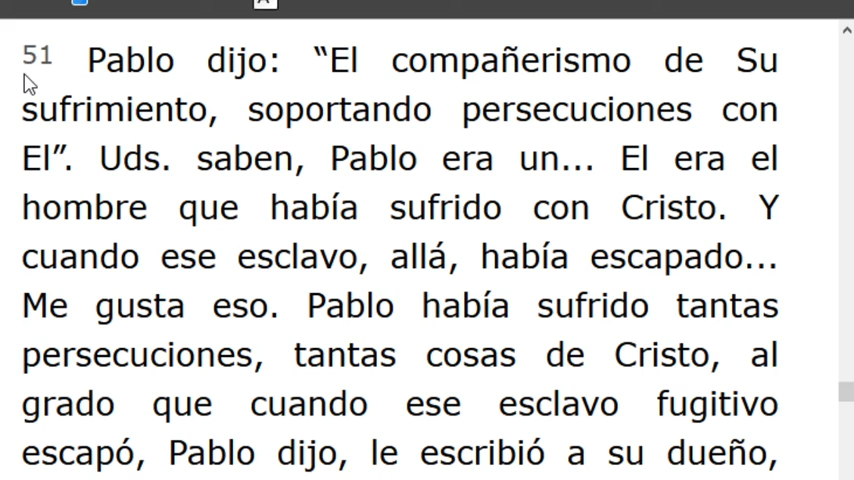 51 Pablo dijo: “El compañerismo de Su
sufrimiento, soportando persecuciones con
El”. Uds. saben, Pablo era un... El era el
hombre que había sufrido con Cristo. Y
cuando ese esclavo, allá, había escapado...
Me gusta eso. Pablo había sufrido tantas
persecuciones, tantas cosas de Cristo, al
grado que cuando ese esclavo fugitivo
escapó, Pablo dijo, le escribió a su dueño,